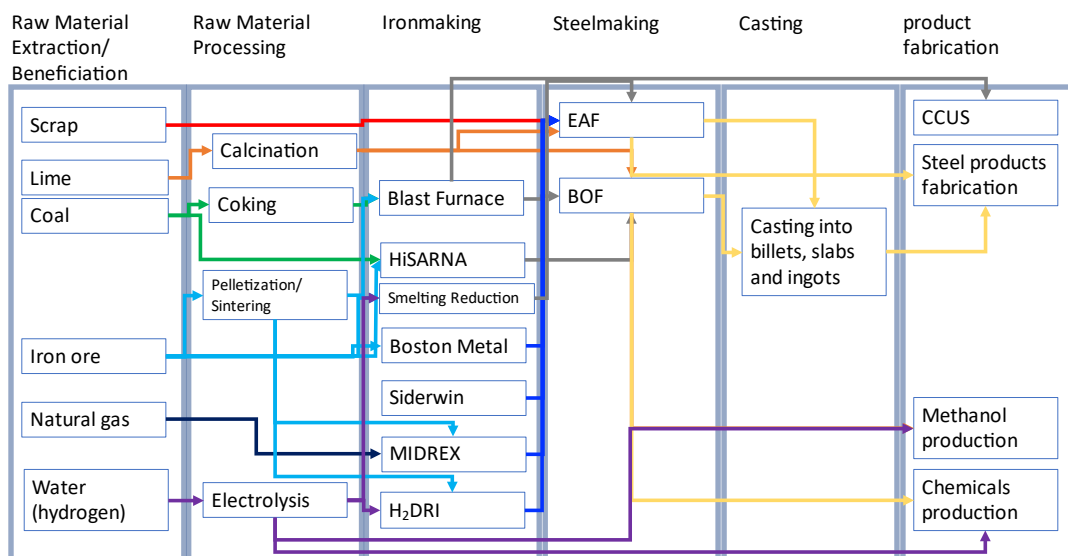 Raw Material
Extraction/
Beneficiation
Raw Material
Processing
Ironmaking
Steelmaking
Casting
product
fabrication
Scrap
Lime
Coal
Iron ore
Natural gas
Water
(hydrogen)
Calcination
Coking
Pelletization/
Sintering
Electrolysis
Blast Furnace
HiSARNA
Smelting Reduction
Boston Metal
Siderwin
MIDREX
H₂DRI
EAF
BOF
Casting into
billets, slabs
and ingots
CCUS
Steel products
fabrication
Methanol
production
Chemicals
production